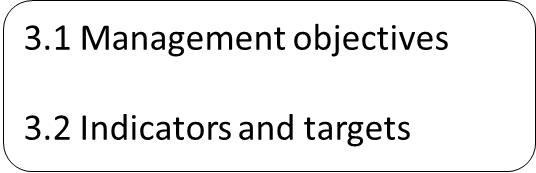 3.1 Management objectives
3.2 Indicators and targets